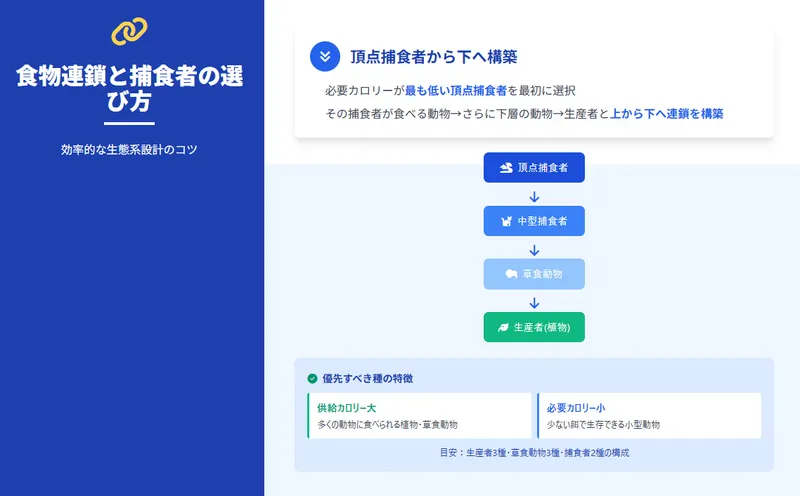 食物連鎖と捕食者の選
び方
効率的な生態系設計のコツ
頂点捕食者から下へ構築
必要カロリーが最も低い頂点捕食者を最初に選択
その捕食者が食べる動物→さらに下層の動物→生産者と上から下へ連鎖を構築
頂点捕食者
中型捕食者
草食動物
生産者(植物)
優先すべき種の特徴
供給カロリー大
多くの動物に食べられる植物・草食動物
必要カロリー小
少ない餌で生存できる小型動物
目安：生産者3種・草食動物3種・捕食者2種の構成